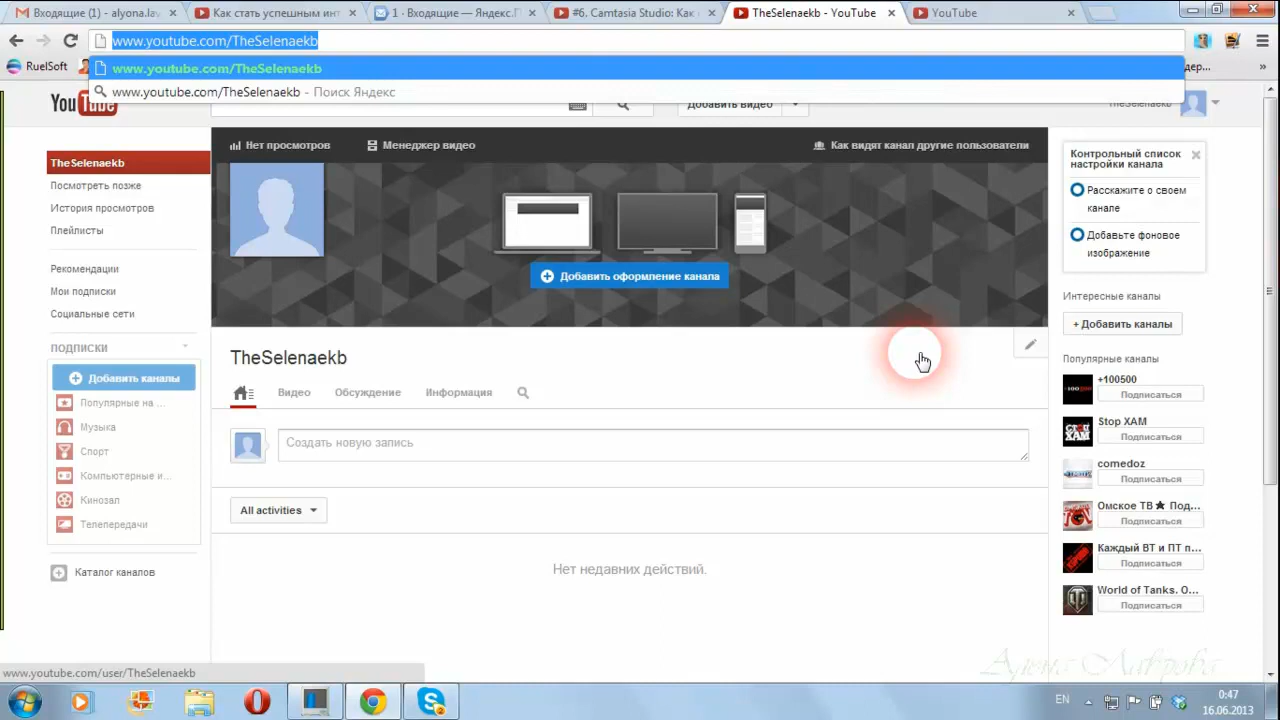 Входящие (1) - alyona.lav
Как стать успешным инт
1 · Входящие — Яндекс.П
#6. Camtasia Studio: Как
TheSelenaekb - YouTube
YouTube
www.youtube.com/TheSelenaekb
RuelSoft
www.youtube.com/TheSelenaekb
www.youtube.com/TheSelenaekb - Поиск Яндекс
дер...
»
YouTube
Добавить видео
TheSelenaekb
TheSelenaekb
Посмотреть позже
История просмотров
Плейлисты
Рекомендации
Мои подписки
Социальные сети
ПОДПИСКИ
Добавить каналы
Популярные на ...
Музыка
Спорт
Компьютерные и...
Кинозал
Телепередачи
Каталог каналов
Нет просмотров
Менеджер видео
Как видят канал другие пользователи
Добавить оформление канала
TheSelenaekb
Видео
Обсуждение
Информация
Создать новую запись
All activities
Нет недавних действий.
Контрольный список
настройки канала
Расскажите о своем
канале
Добавьте фоновое
изображение
Интересные каналы
+ Добавить каналы
Популярные каналы
+100500
Подписаться
Stop ХАМ
Подписаться
comedoz
Подписаться
Омское ТВ★ Под...
Подписаться
Каждый ВТ и ПТ п...
Подписаться
World of Tanks. O...
Подписаться
Алена Лаврова
www.youtube.com/user/TheSelenaekb
EN
0:47
16.06.2013